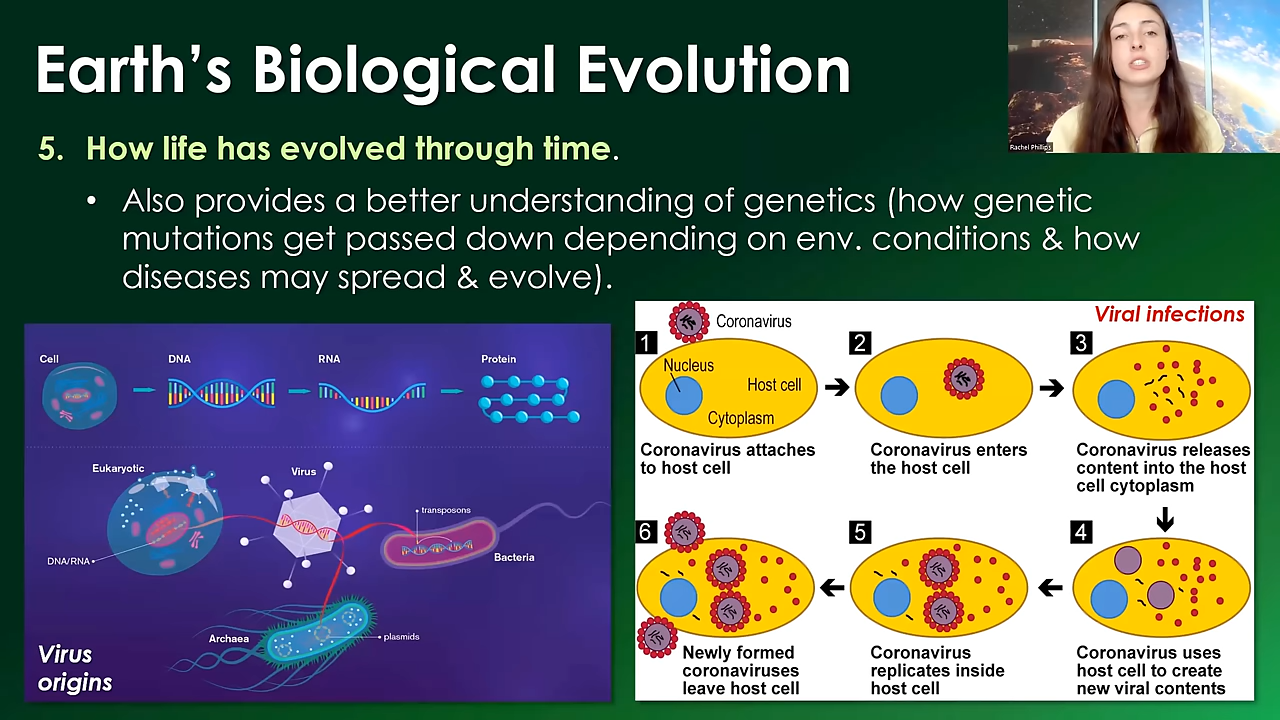 Earth's Biological Evolution
Rachel Phillips
5. How life has evolved through time.
• Also provides a better understanding of genetics (how genetic
mutations get passed down depending on env. conditions & how
diseases may spread & evolve).
Cell
DNA
RNA
Protein
Eukaryotic
Virus
transposons
Bacteria
DNA/RNA
Archaea
plasmids
Virus
origins
Viral infections
1
Coronavirus
Nucleus
Host cell
Cytoplasm
Coronavirus attaches
to host cell
2
Coronavirus enters
the host cell
3
Coronavirus releases
content into the host
cell cytoplasm
4
Coronavirus uses
host cell to create
new viral contents
5
Coronavirus
replicates inside
host cell
6
Newly formed
coronaviruses
leave host cell